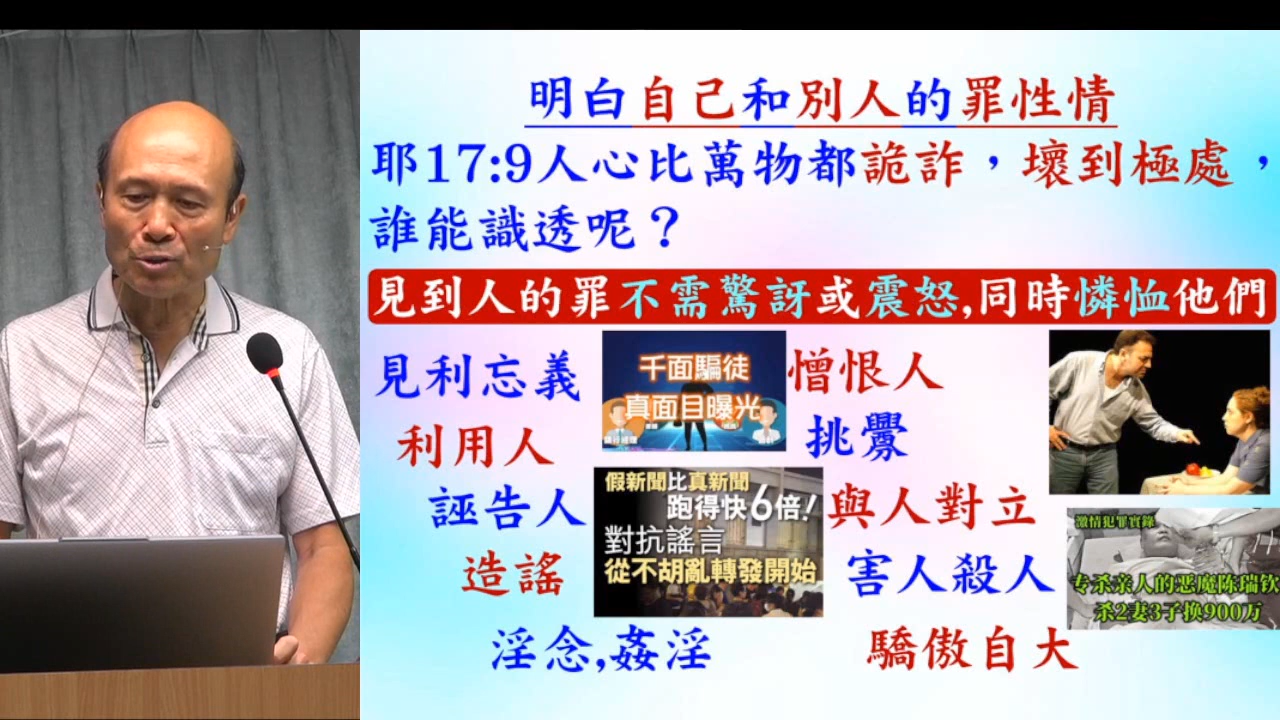 明白自己和別人的罪性情
耶17:9人心比萬物都詭詐，壞到極處，
誰能識透呢？
見到人的罪不需驚訝或震怒,同時憐恤他們
見利忘義
利用人
誣告人
造謠
淫念,姦淫
千面騙徒
真面目曝光
假新聞比真新聞
跑得快6倍!
對抗謠言
從不胡亂轉發開始
憎恨人
挑釁
與人對立
害人殺人
驕傲自大
激情犯罪實錄
专杀亲人的恶魔陈瑞钦
杀2妻3子换900万